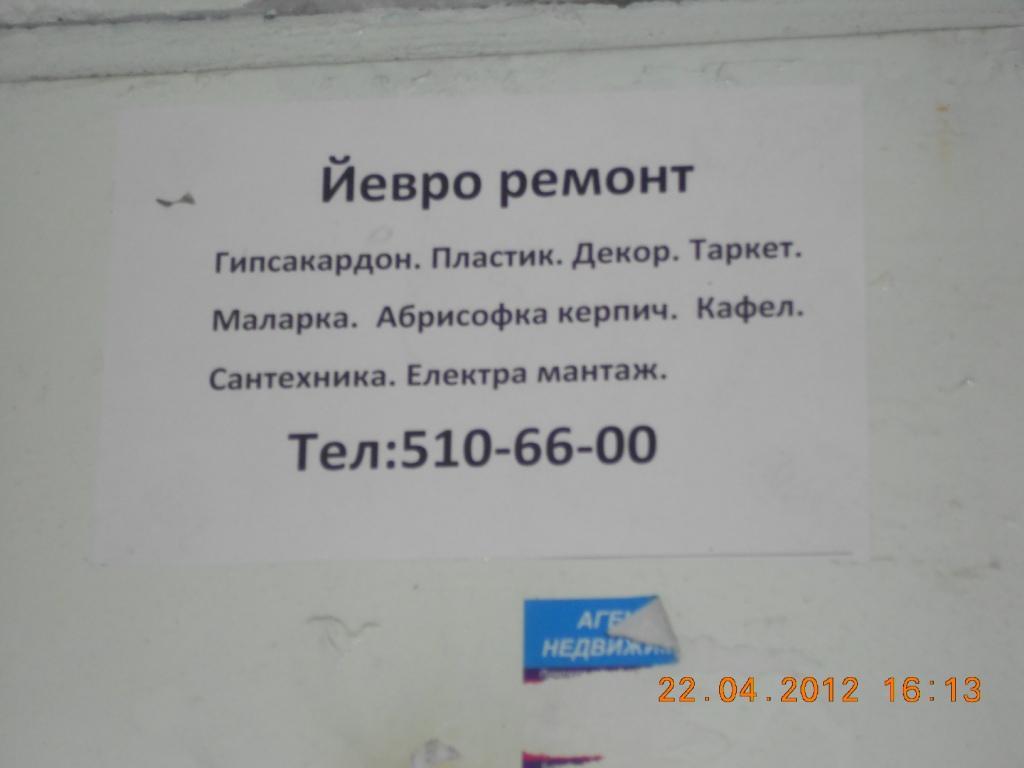 Йевро ремонт
Гипсакардон. Пластик. Декор. Таркет.
Маларка. Абрисофка керпич. Кафел.
Сантехника. Електра мантаж.
Тел:510-66-00
22.04.2012 16:13